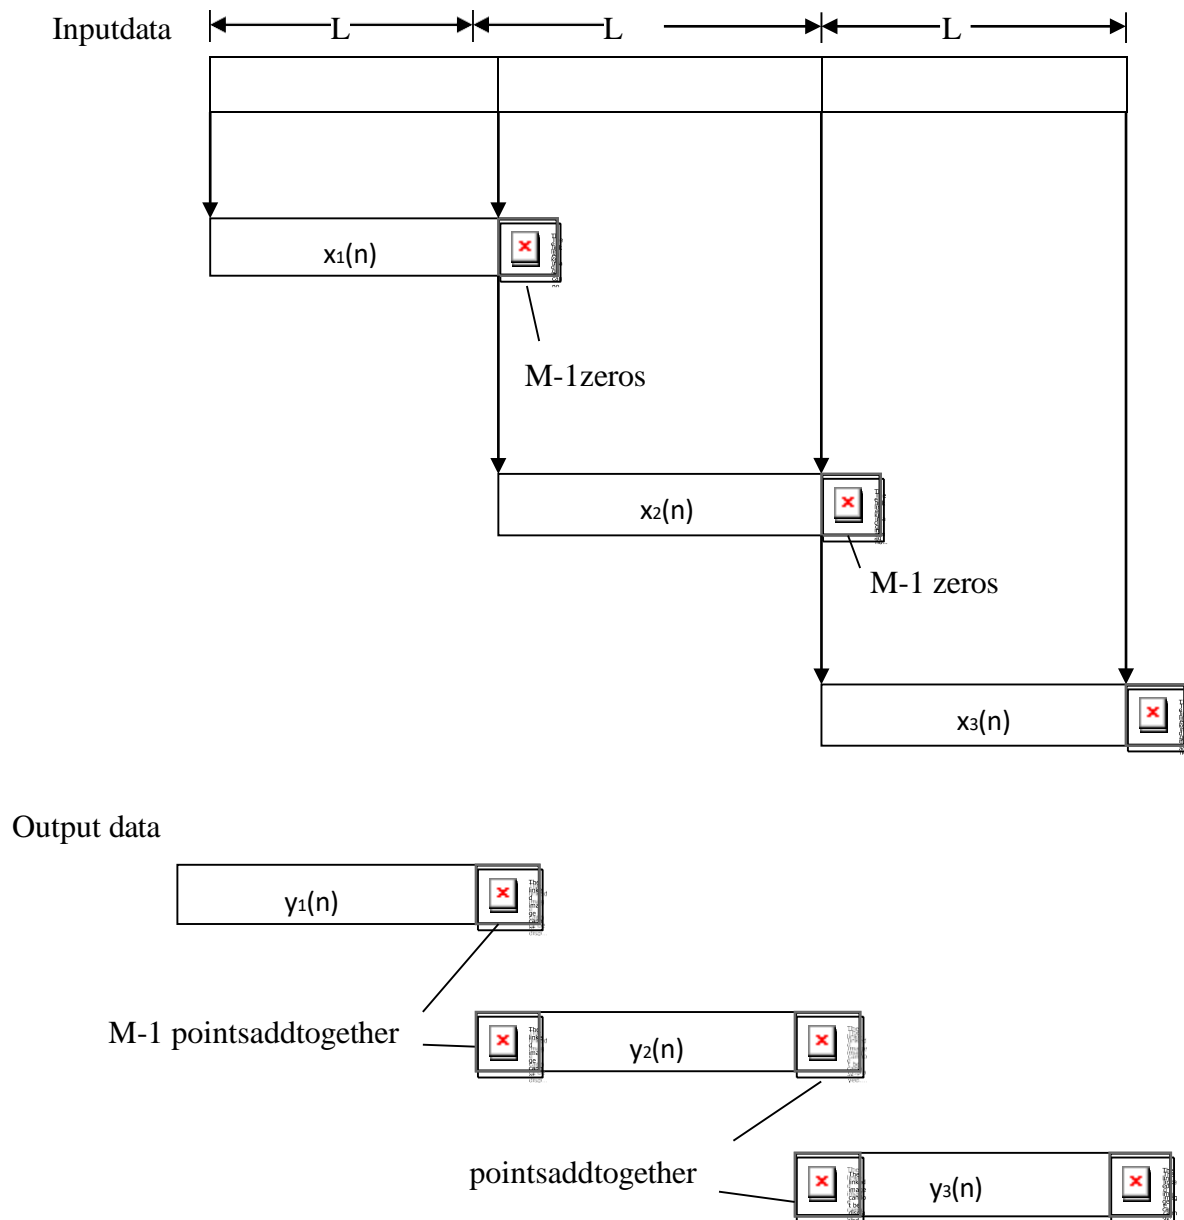 Inputdata
L L L
x1(n)
M-1zeros
x2(n)
M-1 zeros
x3(n)
Output data
y1(n)
M-1 pointsaddtogether
y2(n)
pointsaddtogether
y3(n)